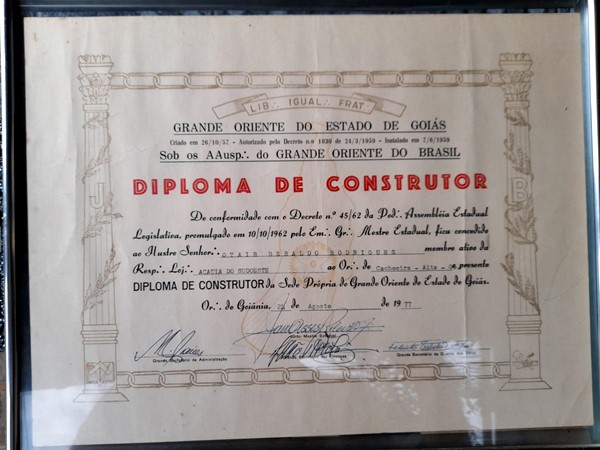 LIB∴ IGUAL∴ FRAT∴
GRANDE ORIENTE DO ESTADO DE GOIÁS
Criado em 26/10/57 - Autorizado pelo Decreto n.o 1030 de 24/3/1959 - Instalado em 7/6/1959
Sob os AAusp∴ do GRANDE ORIENTE DO BRASIL
DIPLOMA DE CONSTRUTOR
De conformidade com o Decreto n.º 45/62 da Pod∴ Assembléia Estadual
Legislativa, promulgado em 10/10/1962 pelo Em∴ Gr∴ Mestre Estadual, fica concedido
ao Ilustre Senhor∴ OTAIR RODRIGUES membro ativo da
Resp∴ Loj∴ ACACIA DO SUDOESTE ao Or∴ de Cachoeira - Alta - presente
DIPLOMA DE CONSTRUTOR da Sede Própria do Grande Oriente do Estado de Goiás.
Or∴ de Goiânia, de Agosto de 1977
J
B